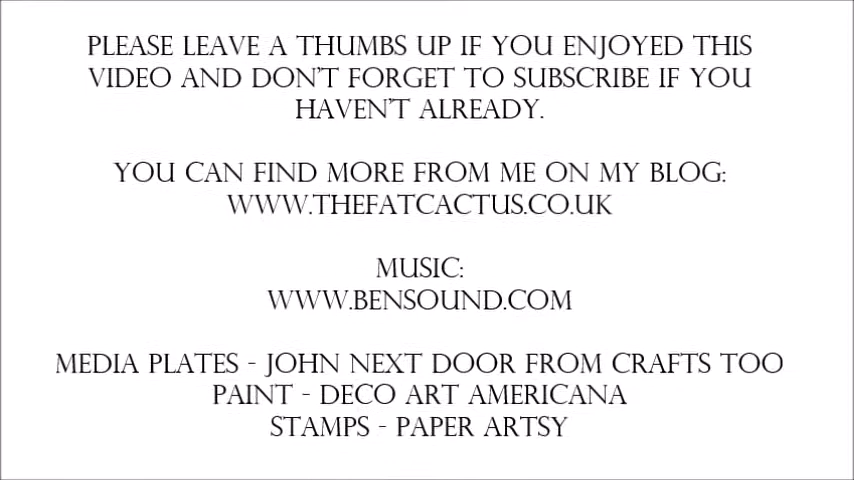 PLEASE LEAVE A THUMBS UP IF YOU ENJOYED THIS
VIDEO AND DON'T FORGET TO SUBSCRIBE IF YOU
HAVEN'T ALREADY.
YOU CAN FIND MORE FROM ME ON MY BLOG:
WWW.THEFATCACTUS.CO.UK
MUSIC:
WWW.BENSOUND.COM
MEDIA PLATES - JOHN NEXT DOOR FROM CRAFTS TOO
PAINT - DECO ART AMERICANA
STAMPS - PAPER ARTSY